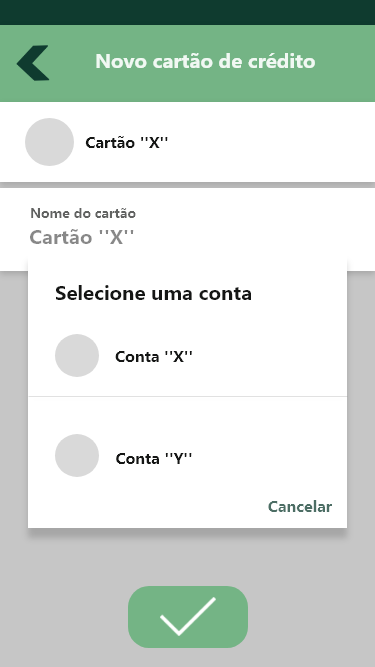 Novo cartão de crédito
Cartão ''X''
Nome do cartão
Cartão ''X''
Selecione uma conta
Conta ''X''
Conta ''Y''
Cancelar